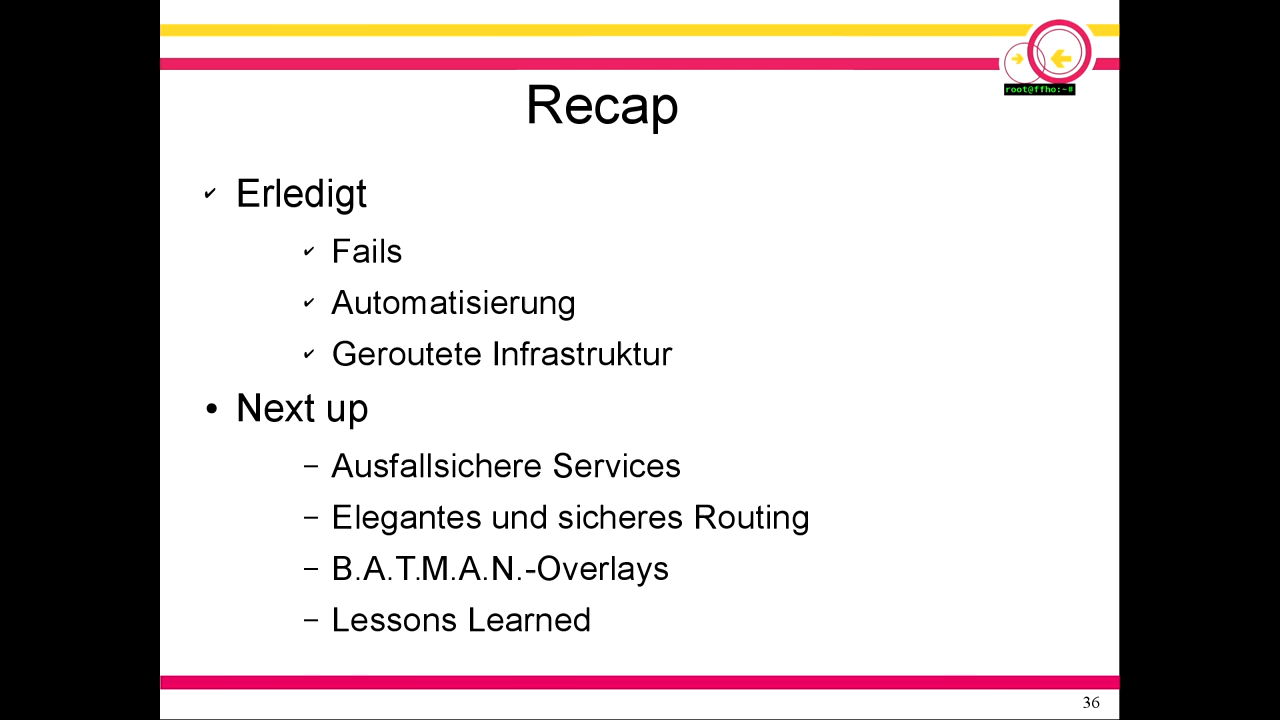 root@ffho:~#
Recap
✔ Erledigt
✔ Fails
✔ Automatisierung
✔ Geroutete Infrastruktur
• Next up
– Ausfallsichere Services
– Elegantes und sicheres Routing
– B.A.T.M.A.N.-Overlays
– Lessons Learned
36